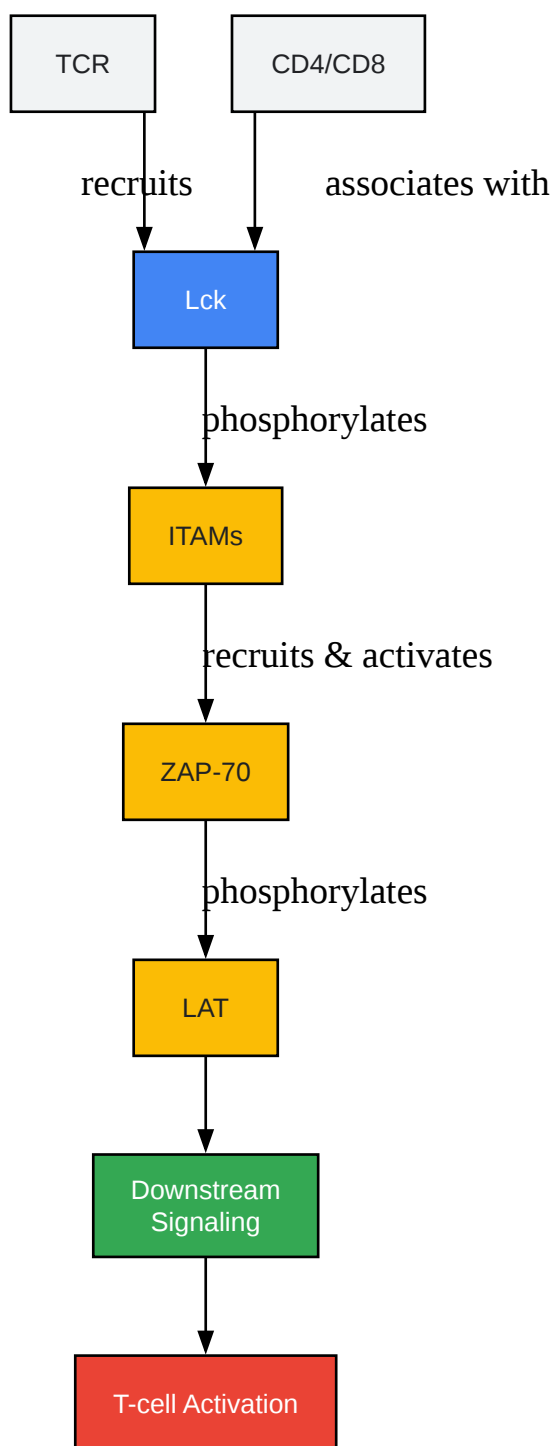 TCR
CD4/CD8
recruits
associates with
Lck
phosphorylates
ITAMs
recruits & activates
ZAP-70
phosphorylates
LAT
Downstream
Signaling
T-cell Activation